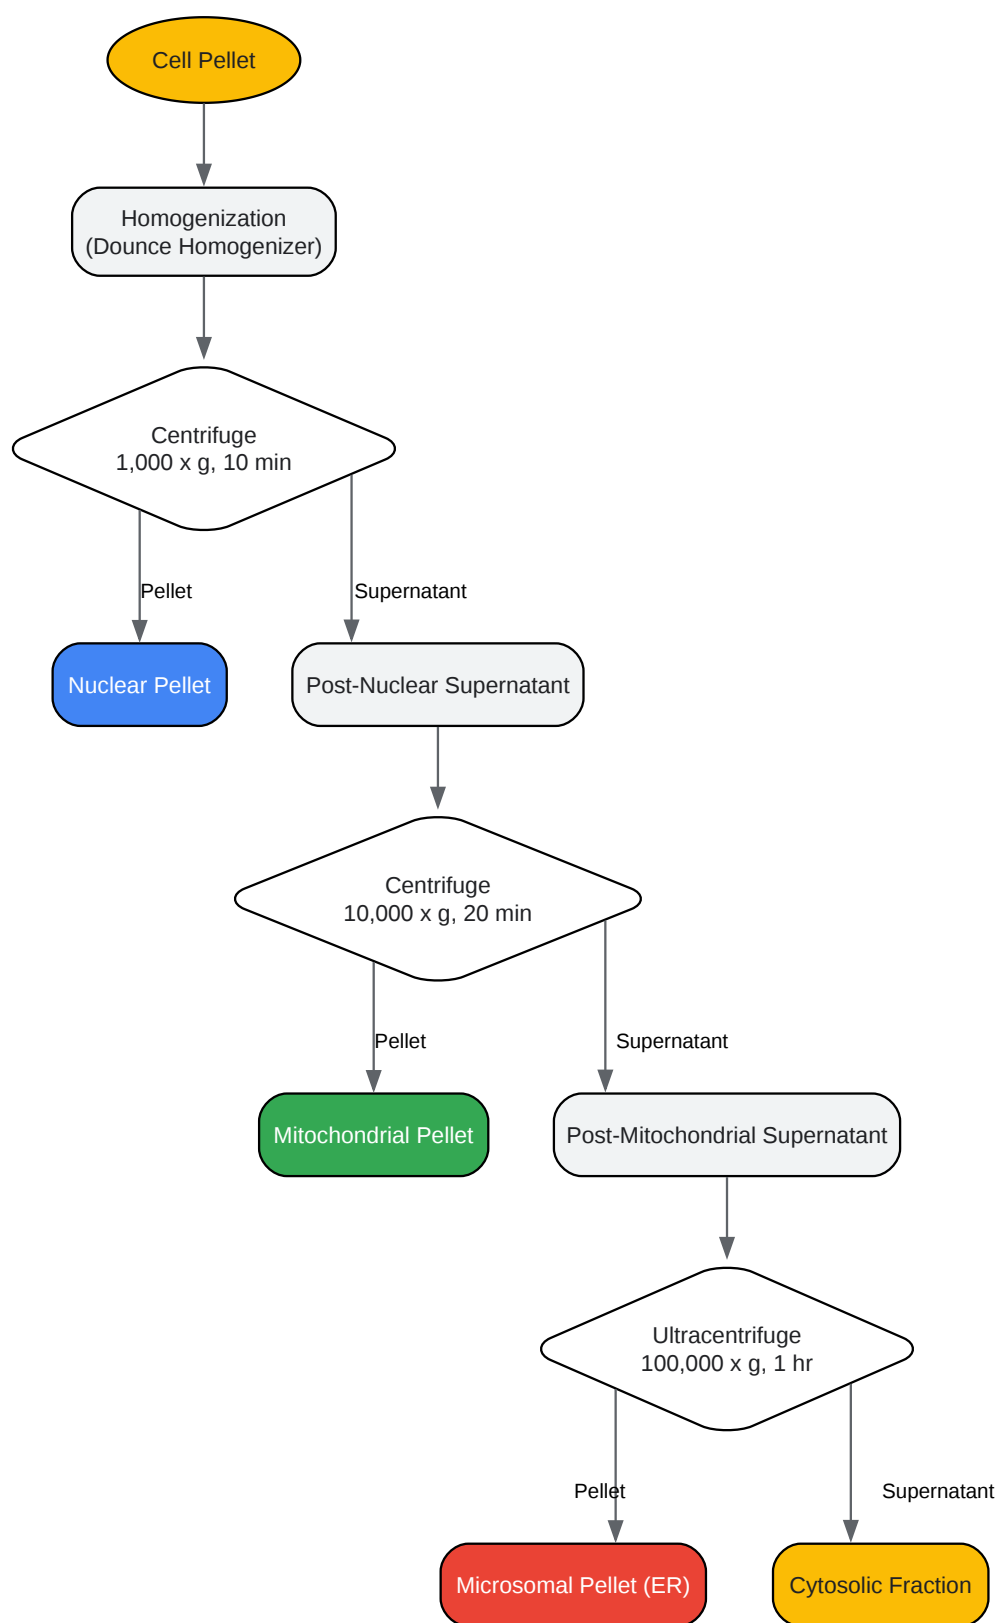 Cell Pellet
Homogenization
(Dounce Homogenizer)
Centrifuge
1,000 x g, 10 min
Pellet
Supernatant
Nuclear Pellet
Post-Nuclear Supernatant
Centrifuge
10,000 x g, 20 min
Pellet
Supernatant
Mitochondrial Pellet
Post-Mitochondrial Supernatant
Ultracentrifuge
100,000 x g, 1 hr
Pellet
Supernatant
Microsomal Pellet (ER)
Cytosolic Fraction